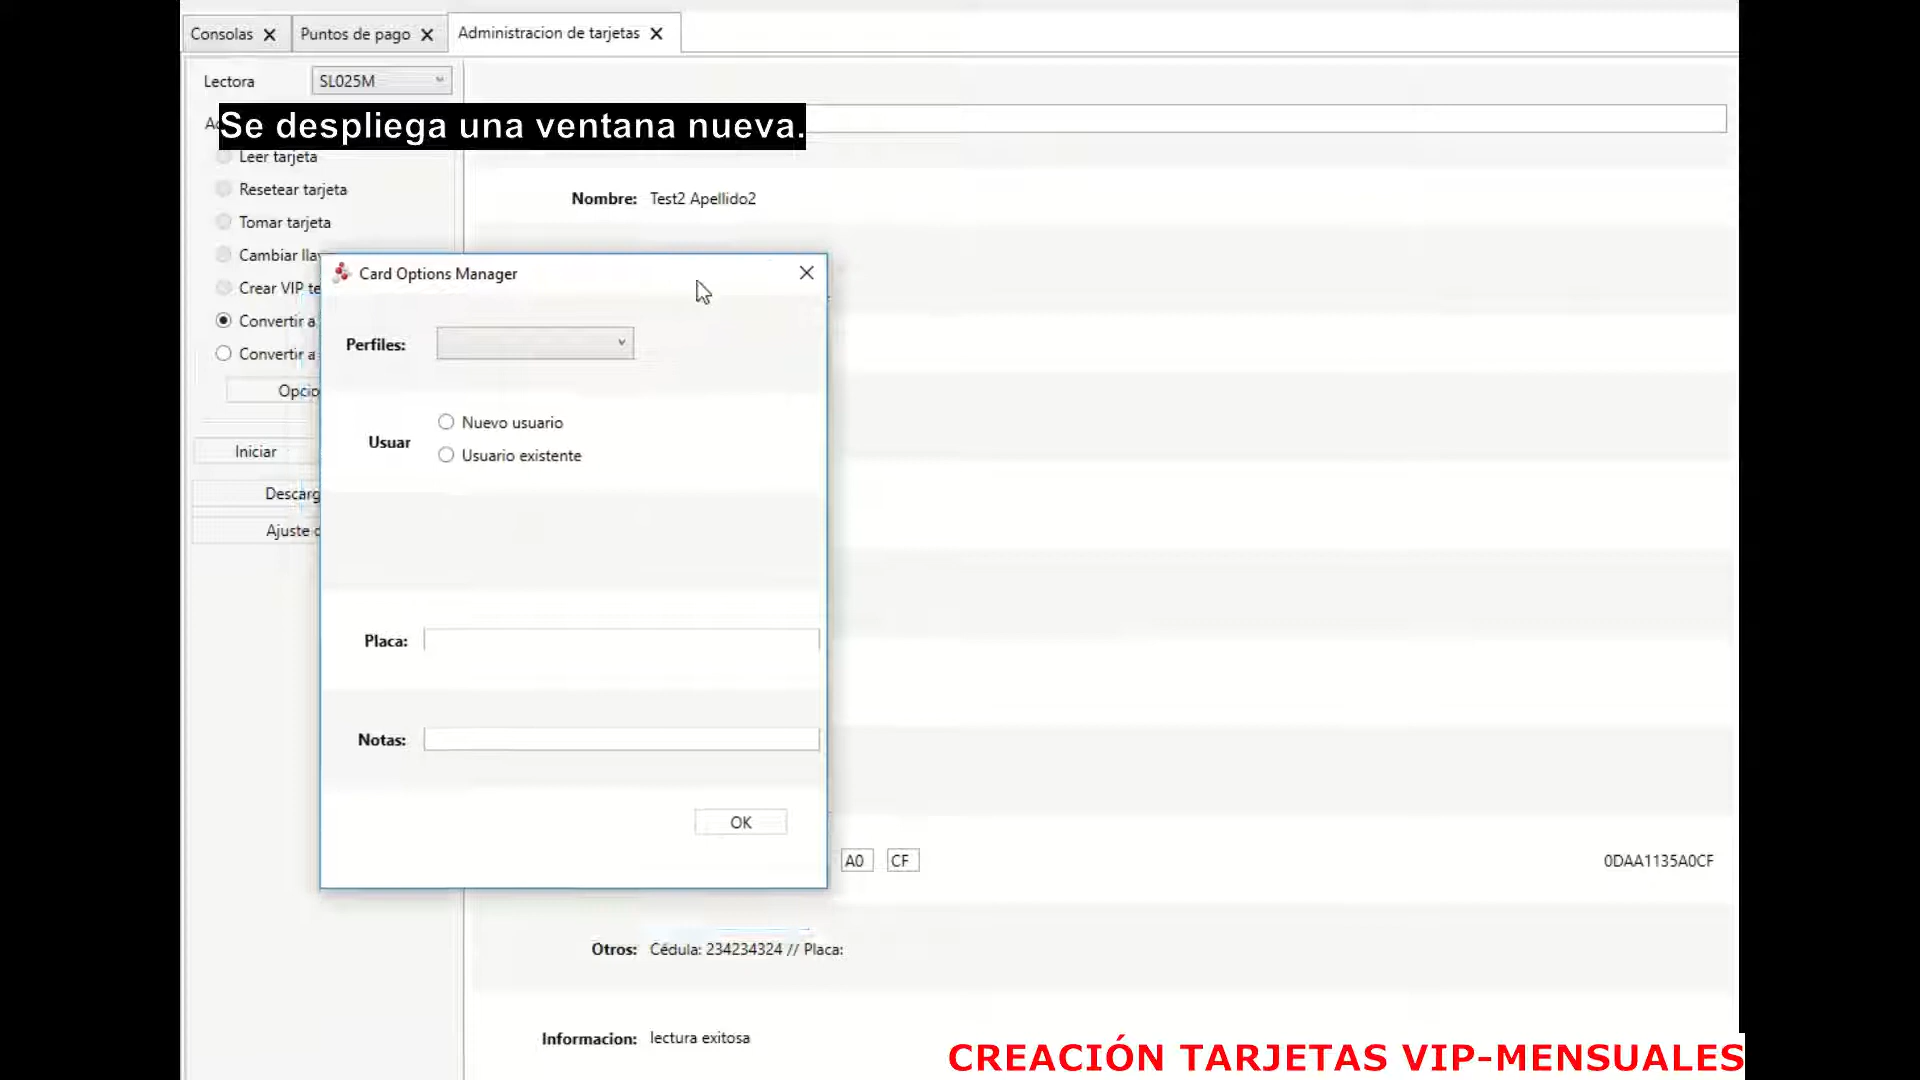 Consolas
Puntos de pago
Administracion de tarjetas
Lectora
SL025M
Se despliega una ventana nueva.
Leer tarjeta
Resetear tarjeta
Nombre: Test2 Apellido2
Tomar tarjeta
Cambiar lla
Card Options Manager
Crear VIP te
Convertir a
Perfiles:
Convertir a
Opcio
Nuevo usuario
Usuar
Usuario existente
Iniciar
Descarg
Ajuste
Placa:
Notas:
OK
A0 CF 0DAA1135A0CF
Otros: Cédula: 234234324 // Placa:
Informacion: lectura exitosa
CREACIÓN TARJETAS VIP-MENSUALES